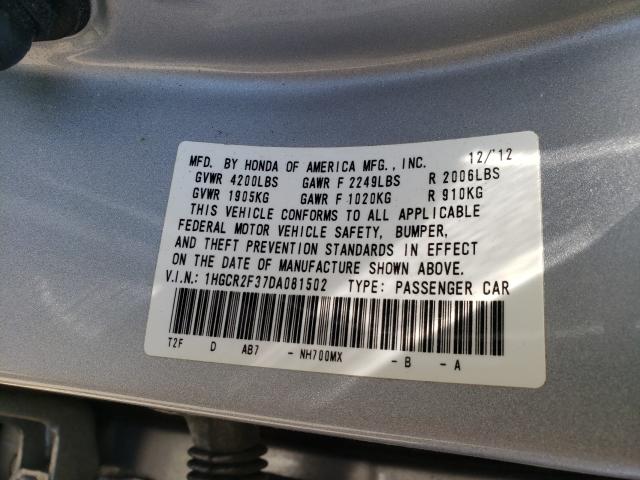 MFD. BY HONDA OF AMERICA MFG., INC. 12/'12
GVWR 4200LBS GAWR F 2249LBS R 2006LBS
GVWR 1905KG GAWR F 1020KG R 910KG
THIS VEHICLE CONFORMS TO ALL APPLICABLE
FEDERAL MOTOR VEHICLE SAFETY, BUMPER,
AND THEFT PREVENTION STANDARDS IN EFFECT
ON THE DATE OF MANUFACTURE SHOWN ABOVE.
V.I.N.: 1HGCR2F37DA081502 TYPE: PASSENGER CAR
T2F D AB7 - NH700MX - B - A